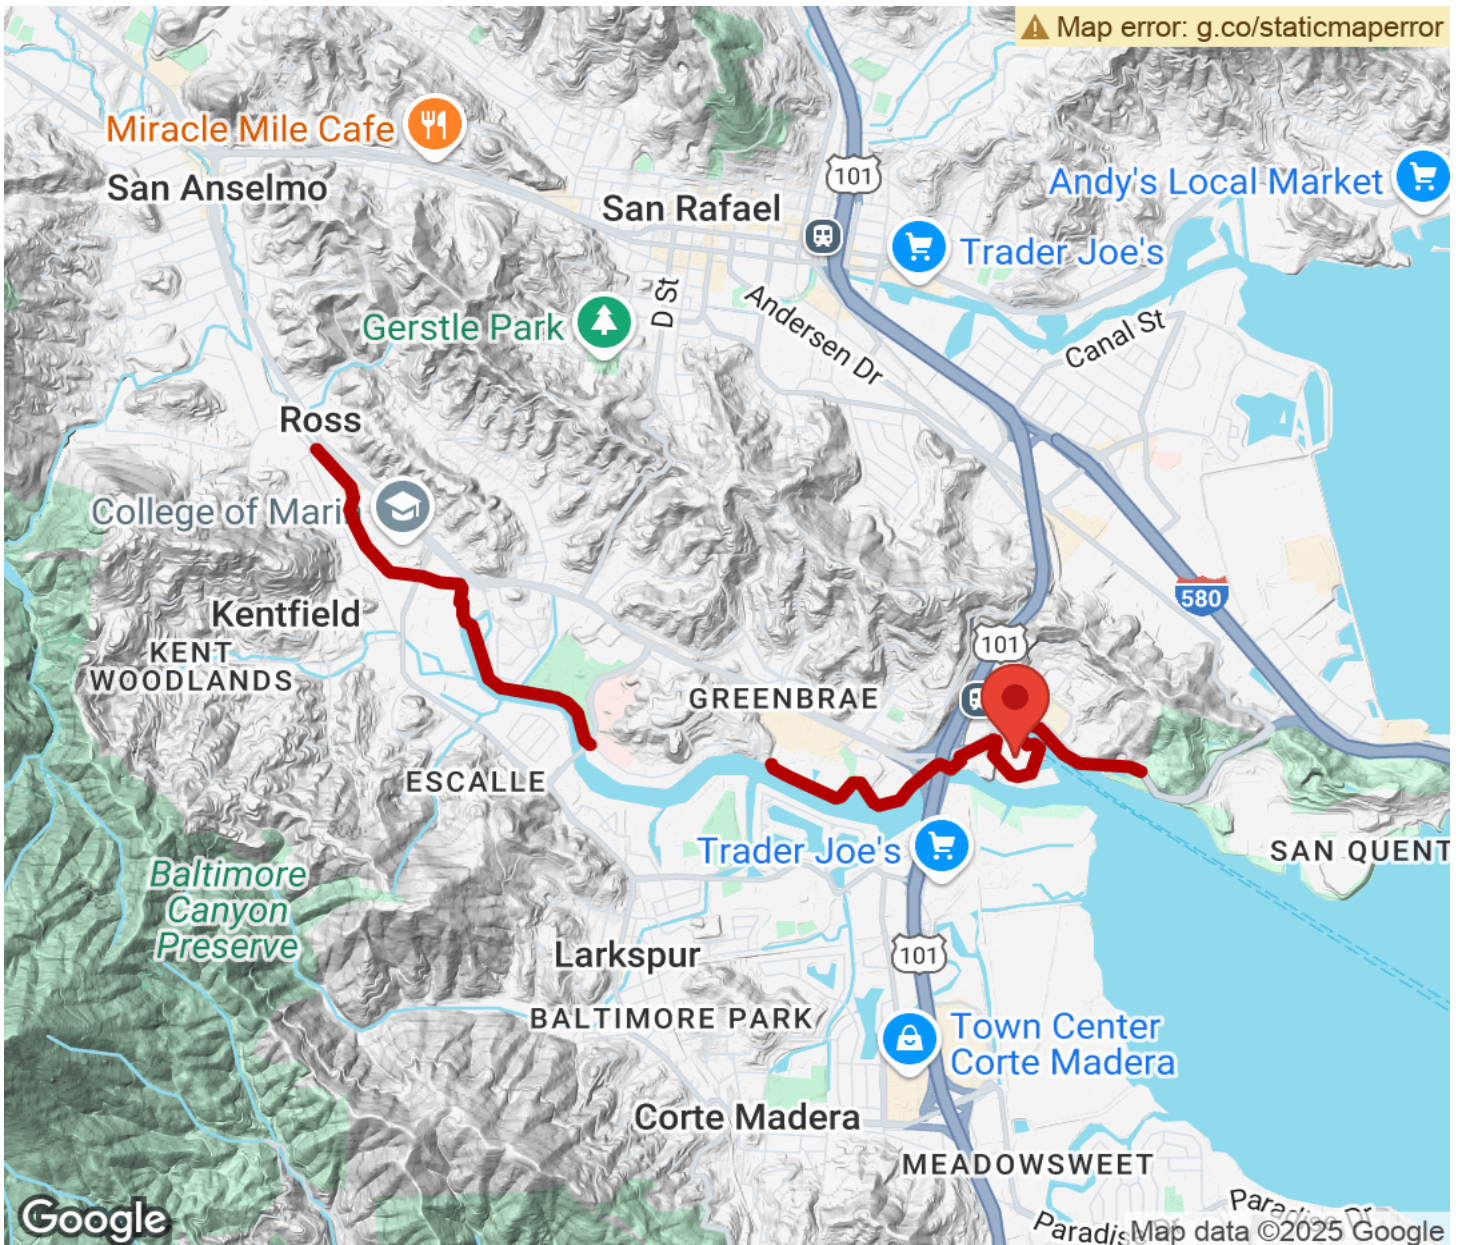 Map error: g.co/staticmaperror
Miracle Mile Cafe
San Anselmo
101
Andy's Local Market
San Rafael
Trader Joe's
D St
Gerstle Park
Andersen Dr
Canal St
Ross
College of Mari
580
Kentfield
101
KENT
WOODLANDS
GREENBRAE
ESCALLE
Trader Joe's
SAN QUENT
Baltimore
Canyon
Preserve
Larkspur
101
BALTIMORE PARK
Town Center
Corte Madera
Corte Madera
MEADOWSWEET
Google
Map data ©2025 Google